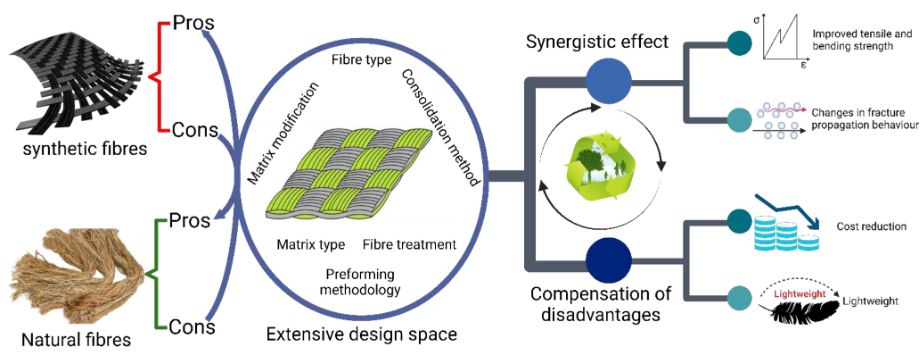 Pros
Cons
synthetic fibres
Pros
Cons
Natural fibres
Fibre type
Matrix modification
Consolidation method
Matrix type
Fibre treatment
Preforming
methodology
Extensive design space
Synergistic effect
σ
ε
Improved tensile and
bending strength
Changes in fracture
propagation behaviour
Compensation of
disadvantages
Cost reduction
Lightweight
Lightweight